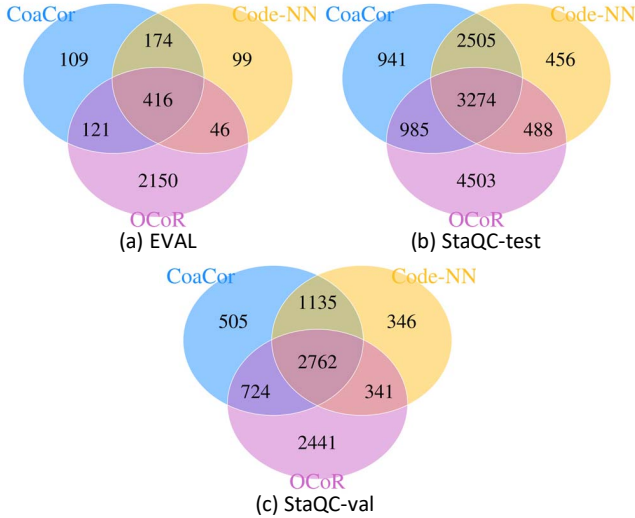 CoaCor Code-NN
174
109 99
416
121 46
2150
OCoR
(a) EVAL
CoaCor Code-NN
2505
941 456
3274
985 488
4503
OCoR
(b) StaQC-test
CoaCor Code-NN
1135
505 346
2762
724 341
2441
OCoR
(c) StaQC-val